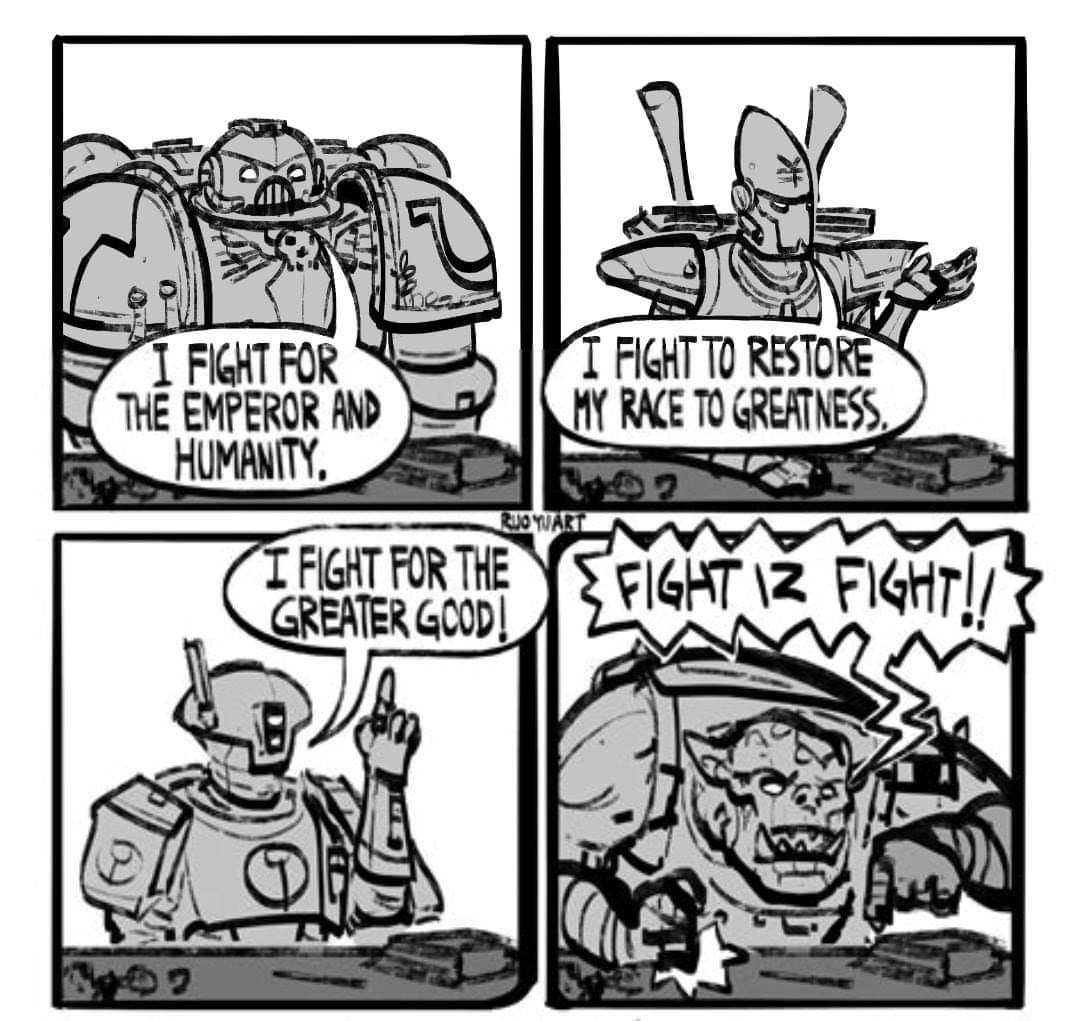 I FIGHT FOR
THE EMPEROR AND
HUMANITY.
I FIGHT TO RESTORE
MY RACE TO GREATNESS.
RUOYUART
I FIGHT FOR THE
GREATER GOOD!
FIGHT IZ FIGHT!!